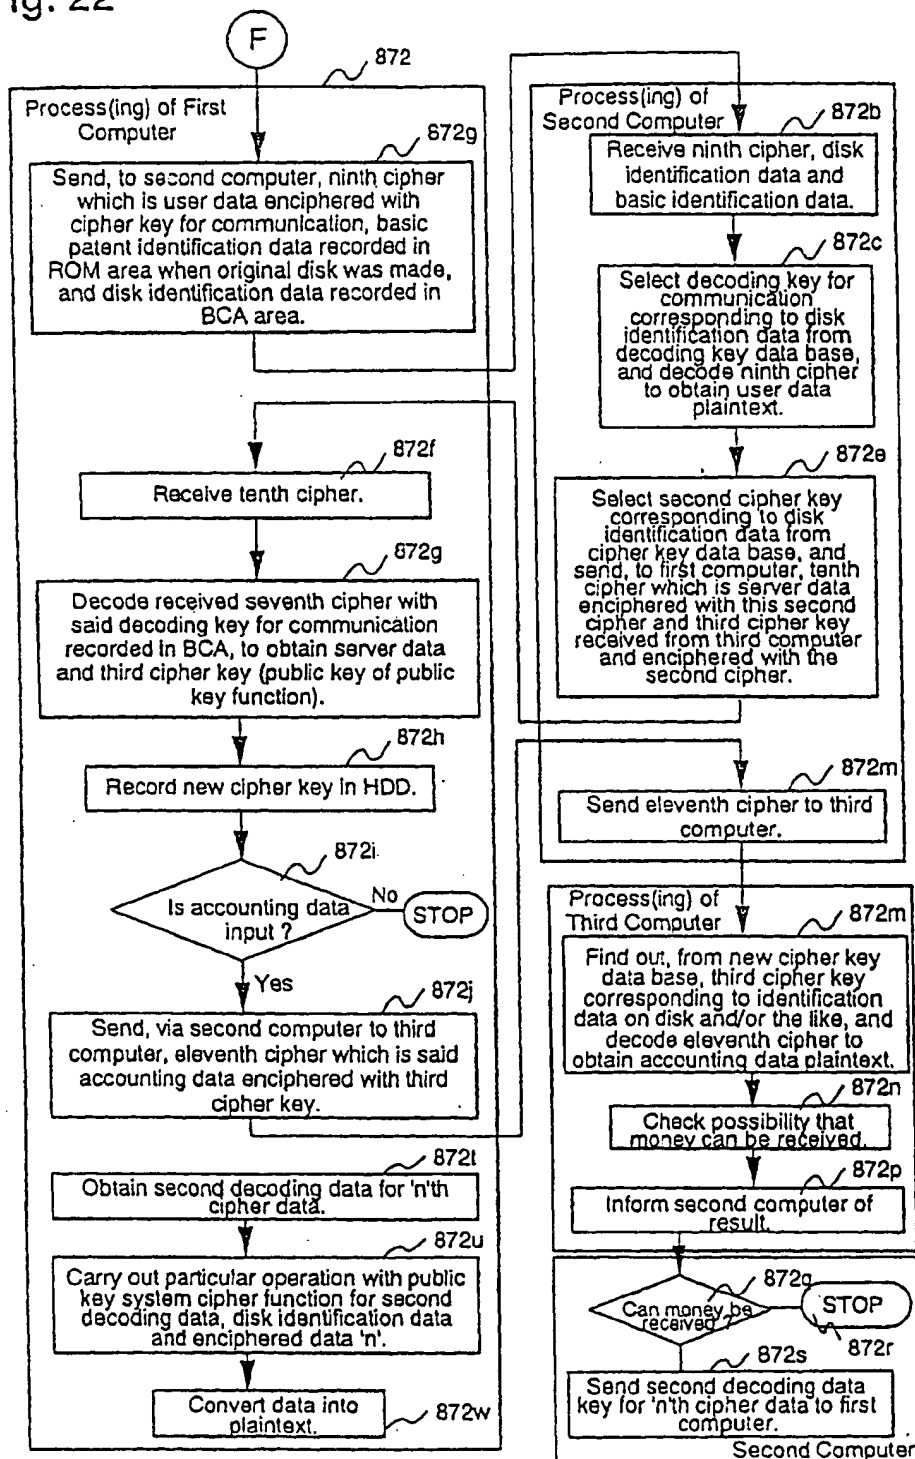 Fig. 22
F
872
Process(ing) of First
Computer
872g
Send, to second computer, ninth cipher
which is user data enciphered with
cipher key for communication, basic
patent identification data recorded in
ROM area when original disk was made,
and disk identification data recorded in
BCA area.
872f
Receive tenth cipher.
872g
Decode received seventh cipher with
said decoding key for communication
recorded in BCA, to obtain server data
and third cipher key (public key of public
key function).
872h
Record new cipher key in HDD.
872i
Is accounting data
input ?
No
STOP
Yes
872j
Send, via second computer to third
computer, eleventh cipher which is said
accounting data enciphered with third
cipher key.
872t
Obtain second decoding data for 'n'th
cipher data.
872u
Carry out particular operation with public
key system cipher function for second
decoding data, disk identification data
and enciphered data 'n'.
Convert data into
plaintext.
872w
Process(ing) of
Second Computer
872b
Receive ninth cipher, disk
identification data and
basic identification data.
872c
Select decoding key for
communication
corresponding to disk
identification data from
decoding key data base,
and decode ninth cipher
to obtain user data
plaintext.
872e
Select second cipher key
corresponding to disk
identification data from
cipher key data base, and
send, to first computer, tenth
cipher which is server data
enciphered with this second
cipher and third cipher key
received from third computer
and enciphered with the
second cipher.
872m
Send eleventh cipher to third
computer.
Process(ing) of
Third Computer
872m
Find out, from new cipher key
data base, third cipher key
corresponding to identification
data on disk and/or the like, and
decode eleventh cipher to
obtain accounting data plaintext.
872n
Check possibility that
money can be received.
872p
Inform second computer of
result.
872q
Can money be
received ?
STOP
872r
872s
Send second decoding data
key for 'n'th cipher data to first
computer.
Second Computer